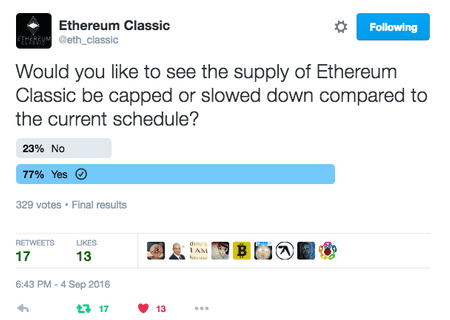 Ethereum Classic
@eth_classic
Following
Would you like to see the supply of Ethereum
Classic be capped or slowed down compared to
the current schedule?
23% No
77% Yes
329 votes • Final results
RETWEETS LIKES
17 13
6:43 PM - 4 Sep 2016
17 13